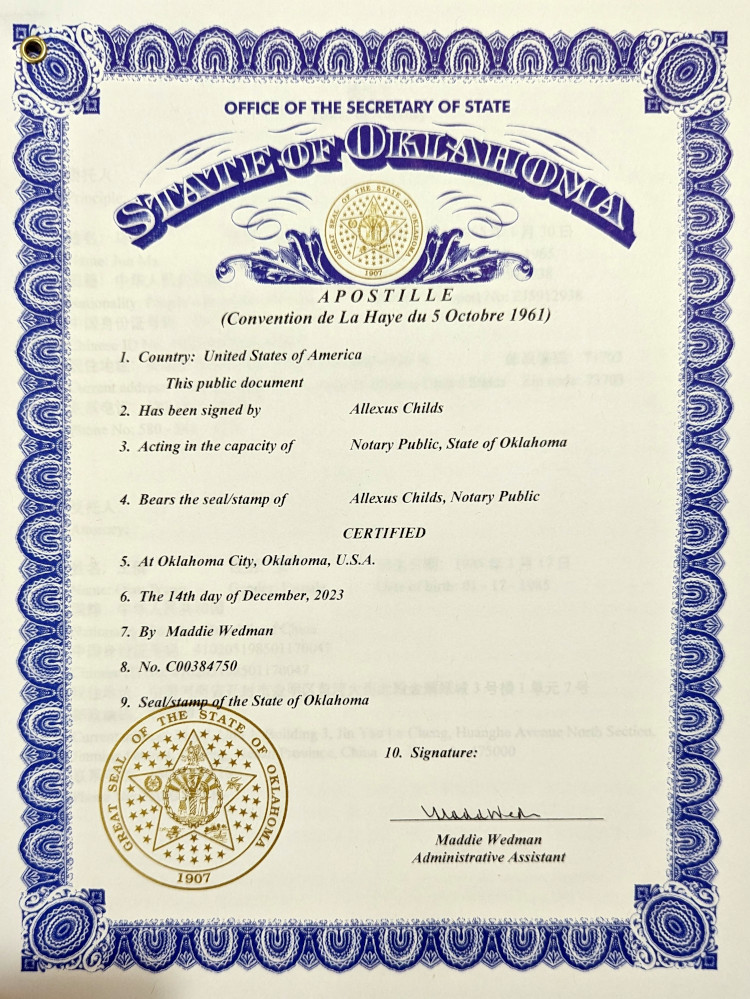 OFFICE OF THE SECRETARY OF STATE
STATE OF OKLAHOMA
GREAT SEAL OF THE STATE OF OKLAHOMA
1907
APOSTILLE
(Convention de La Haye du 5 Octobre 1961)
1. Country: United States of America
This public document
2. Has been signed by Allexus Childs
3. Acting in the capacity of Notary Public, State of Oklahoma
4. Bears the seal/stamp of Allexus Childs, Notary Public
CERTIFIED
5. At Oklahoma City, Oklahoma, U.S.A.
6. The 14th day of December, 2023
7. By Maddie Wedman
8. No. C00384750
9. Seal/stamp of the State of Oklahoma
GREAT SEAL OF THE STATE OF OKLAHOMA
1907
10. Signature:
Maddie Wedman
Administrative Assistant